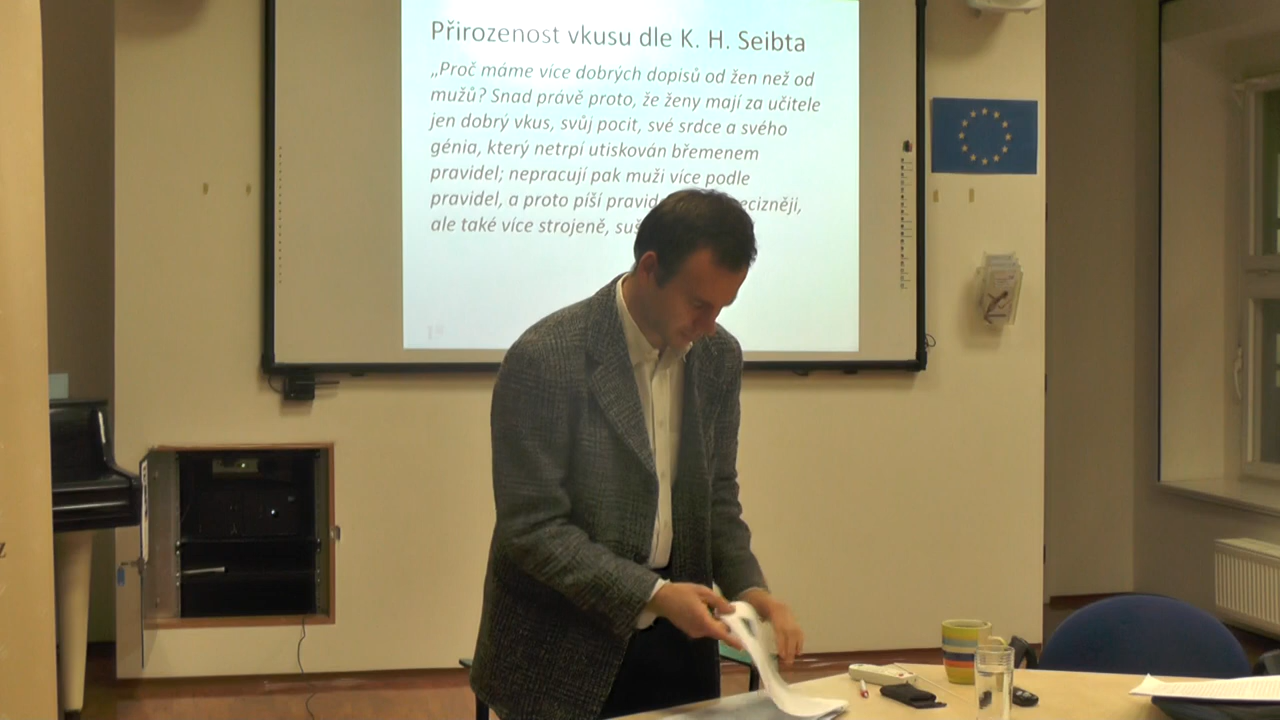 Přirozenost vkusu dle K. H. Seibta
„Proč máme více dobrých dopisů od žen než od
mužů? Snad právě proto, že ženy mají za učitele
jen dobrý vkus, svůj pocit, své srdce a svého
génia, který netrpí utiskován břemenem
pravidel; nepracují pak muži více podle
pravidel, a proto píší
ale také více strojeně,